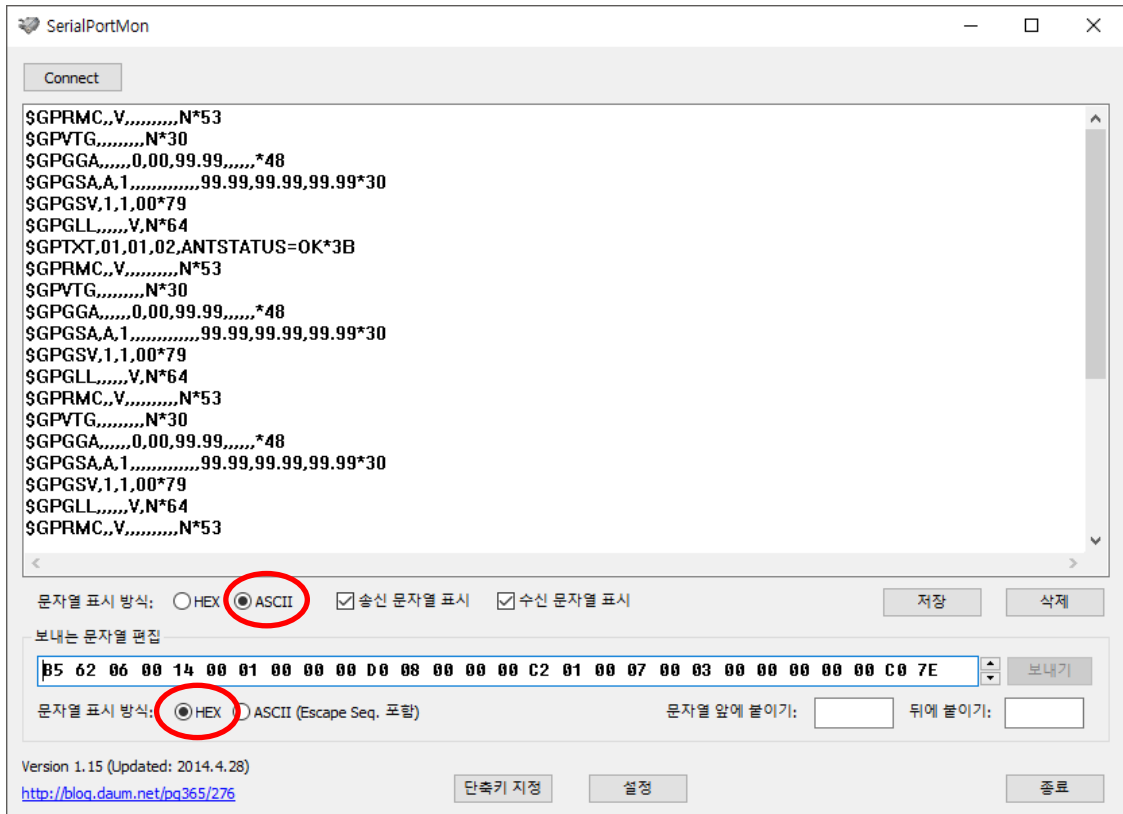 SerialPortMon
Connect
$GPRMC,,V,,,,,,,,,,N*53
$GPVTG,,,,,,,,,N*30
$GPGGA,,,,,,0,00,99.99,,,,,,*48
$GPGSA,A,1,,,,,,,,,,,,,99.99,99.99,99.99*30
$GPGSV,1,1,00*79
$GPGLL,,,,,,V,N*64
$GPTXT,01,01,02,ANTSTATUS=OK*3B
$GPRMC,,V,,,,,,,,,,N*53
$GPVTG,,,,,,,,,N*30
$GPGGA,,,,,,0,00,99.99,,,,,,*48
$GPGSA,A,1,,,,,,,,,,,,,99.99,99.99,99.99*30
$GPGSV,1,1,00*79
$GPGLL,,,,,,V,N*64
$GPRMC,,V,,,,,,,,,,N*53
$GPVTG,,,,,,,,,N*30
$GPGGA,,,,,,0,00,99.99,,,,,,*48
$GPGSA,A,1,,,,,,,,,,,,,99.99,99.99,99.99*30
$GPGSV,1,1,00*79
$GPGLL,,,,,,V,N*64
$GPRMC,,V,,,,,,,,,,N*53
문자열 표시 방식: HEX ASCII 송신 문자열 표시 수신 문자열 표시 저장 삭제
보내는 문자열 편집
B5 62 06 00 14 00 01 00 00 00 D0 08 00 00 00 C2 01 00 07 00 03 00 00 00 00 00 C0 7E 보내기
문자열 표시 방식: HEX ASCII (Escape Seq. 포함) 문자열 앞에 붙이기: 뒤에 붙이기:
Version 1.15 (Updated: 2014.4.28)
http://blog.daum.net/pg365/276 단축키 지정 설정 종료